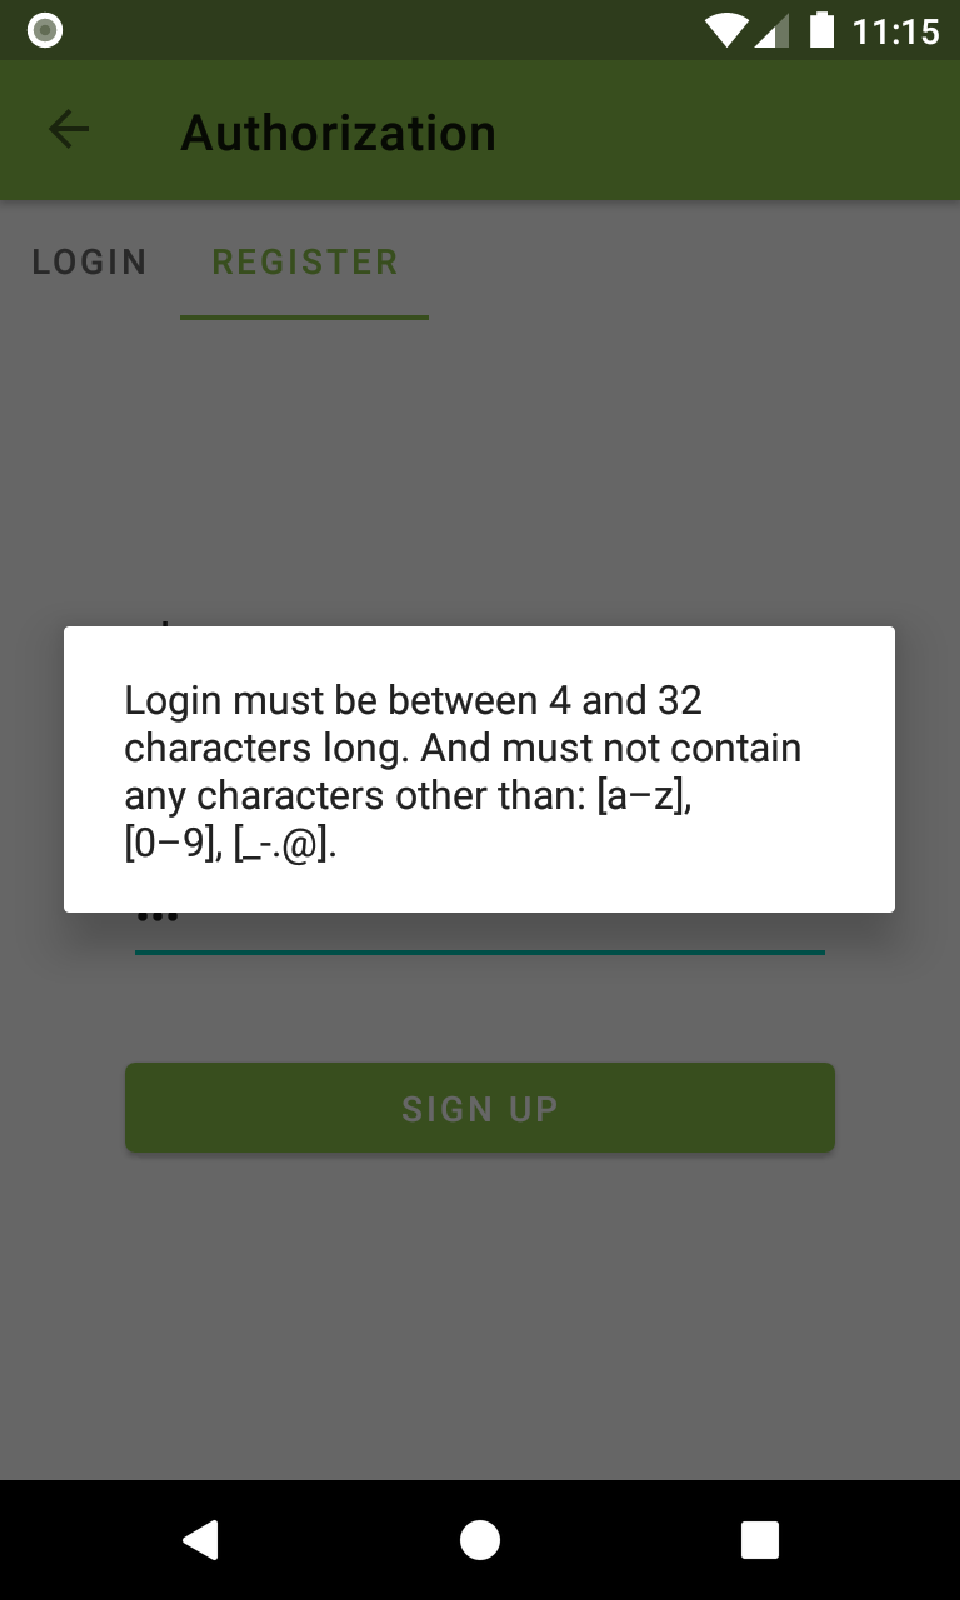 11:15
Authorization
LOGIN REGISTER
Login must be between 4 and 32
characters long. And must not contain
any characters other than: [a–z],
[0–9], [_-.@].
SIGN UP